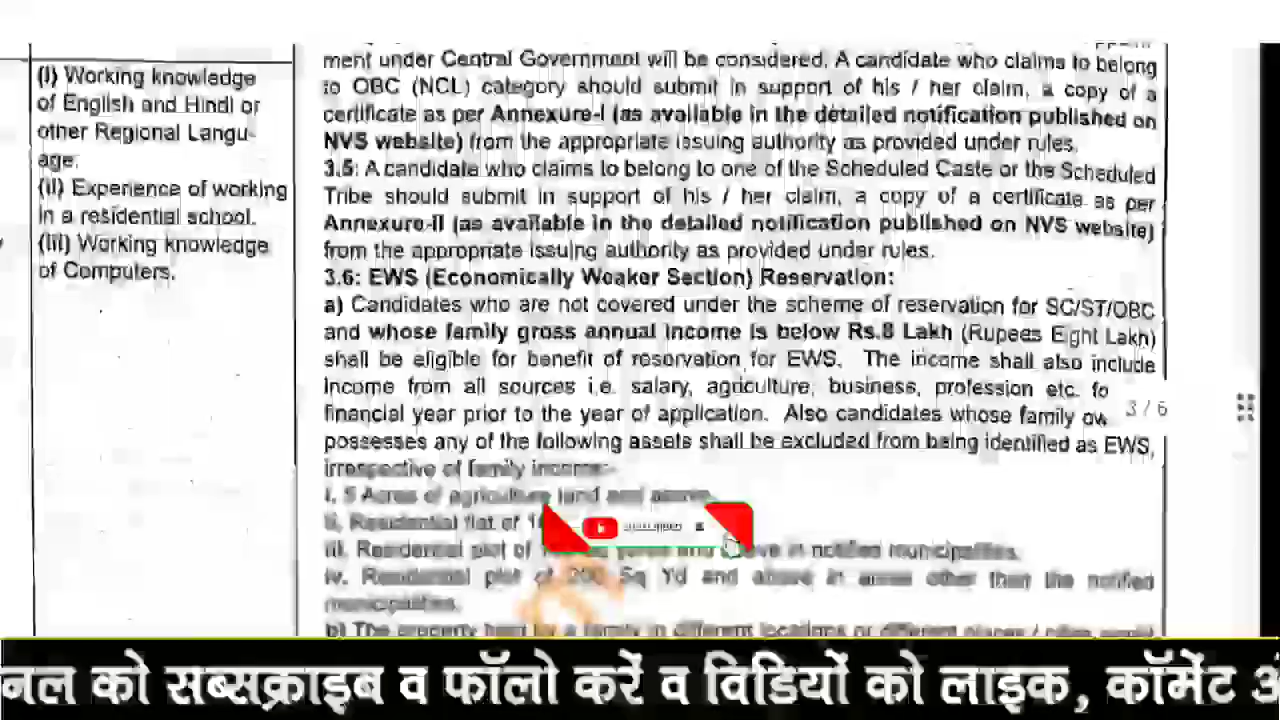 (i) Working knowledge
of English and Hindi or
other Regional Langu-
age.
(ii) Experience of working
in a residential school.
(iii) Working knowledge
of Computers.
ment under Central Government will be considered. A candidate who claims to belong
to OBC (NCL) category should submit in support of his / her claim, a copy of a
certificate as per Annexure-I (as available in the detailed notification published on
NVS website) from the appropriate issuing authority as provided under rules.
3.5: A candidate who claims to belong to one of the Scheduled Caste or the Scheduled
Tribe should submit in support of his / her claim, a copy of a certificate as per
Annexure-II (as available in the detailed notification published on NVS website)
from the appropriate issuing authority as provided under rules.
3.6: EWS (Economically Weaker Section) Reservation:
a) Candidates who are not covered under the scheme of reservation for SC/ST/OBC
and whose family gross annual income is below Rs.8 Lakh (Rupees Eight Lakh)
shall be eligible for benefit of reservation for EWS. The income shall also include
income from all sources i.e. salary, agriculture, business, profession etc. fo
financial year prior to the year of application. Also candidates whose family ow
3 / 6
possesses any of the following assets shall be excluded from being identified as EWS,
irrespective of family income:-
i. 5 Acres of agriculture land and above.
ii. Residential flat of
iii. Residential plot of and above in notified municipalities.
iv. Residential plot of 200 Sq Yd and above in areas other than the notified
municipalities.
b) The property held by a family in different locations or different places / cities would
नल को सब्सक्राइब व फॉलो करें व विडियों को लाइक, कॉमेंट